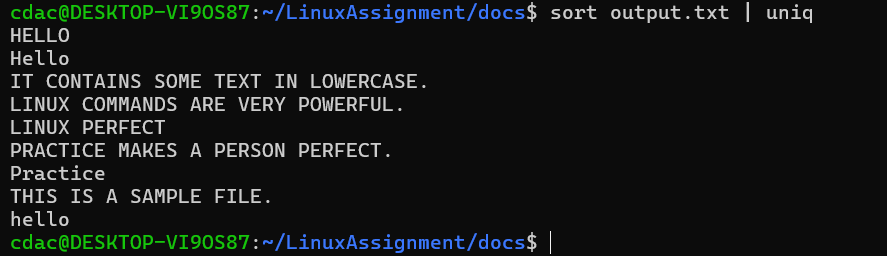 cdac@DESKTOP-VI9OS87:~/LinuxAssignment/docs$ sort output.txt | uniq
HELLO
Hello
IT CONTAINS SOME TEXT IN LOWERCASE.
LINUX COMMANDS ARE VERY POWERFUL.
LINUX PERFECT
PRACTICE MAKES A PERSON PERFECT.
Practice
THIS IS A SAMPLE FILE.
hello
cdac@DESKTOP-VI9OS87:~/LinuxAssignment/docs$